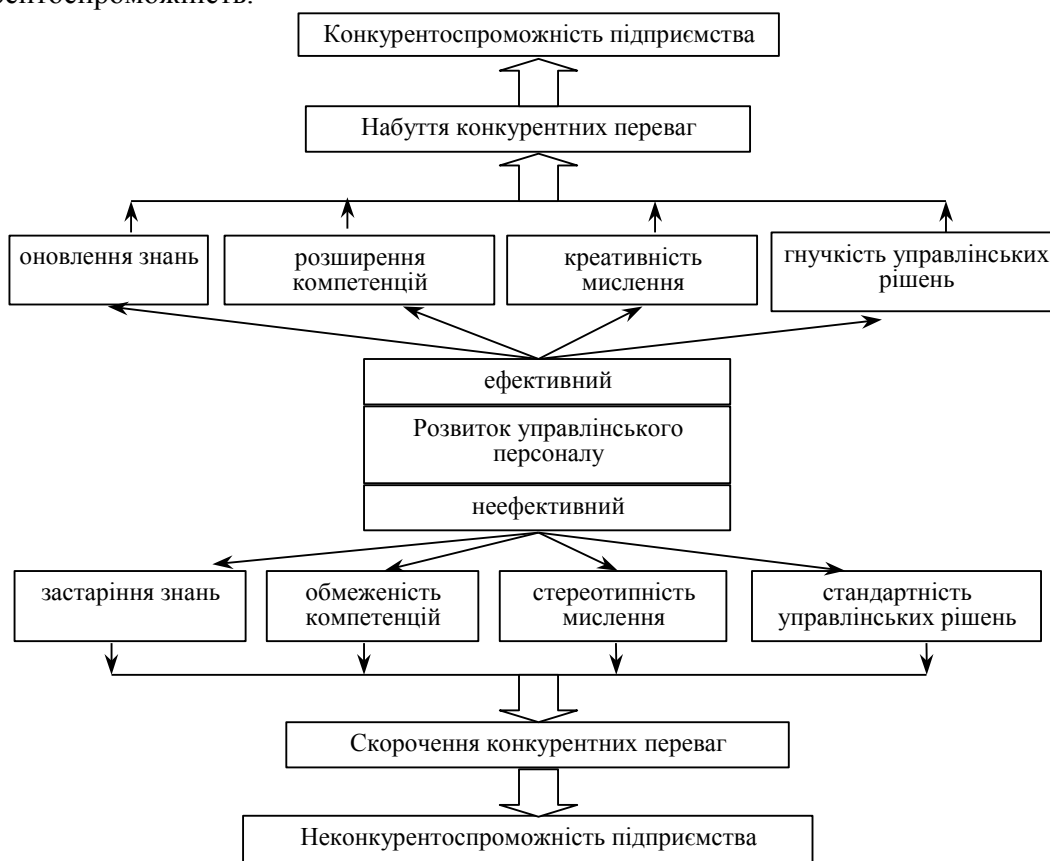 Конкурентоспроможність підприємства
Набуття конкурентних переваг
оновлення знань
розширення
компетенцій
креативність
мислення
гнучкість управлінських
рішень
ефективний
Розвиток управлінського
персоналу
неефективний
застаріння знань
обмеженість
компетенцій
стереотипність
мислення
стандартність
управлінських рішень
Скорочення конкурентних переваг
Неконкурентоспроможність підприємства